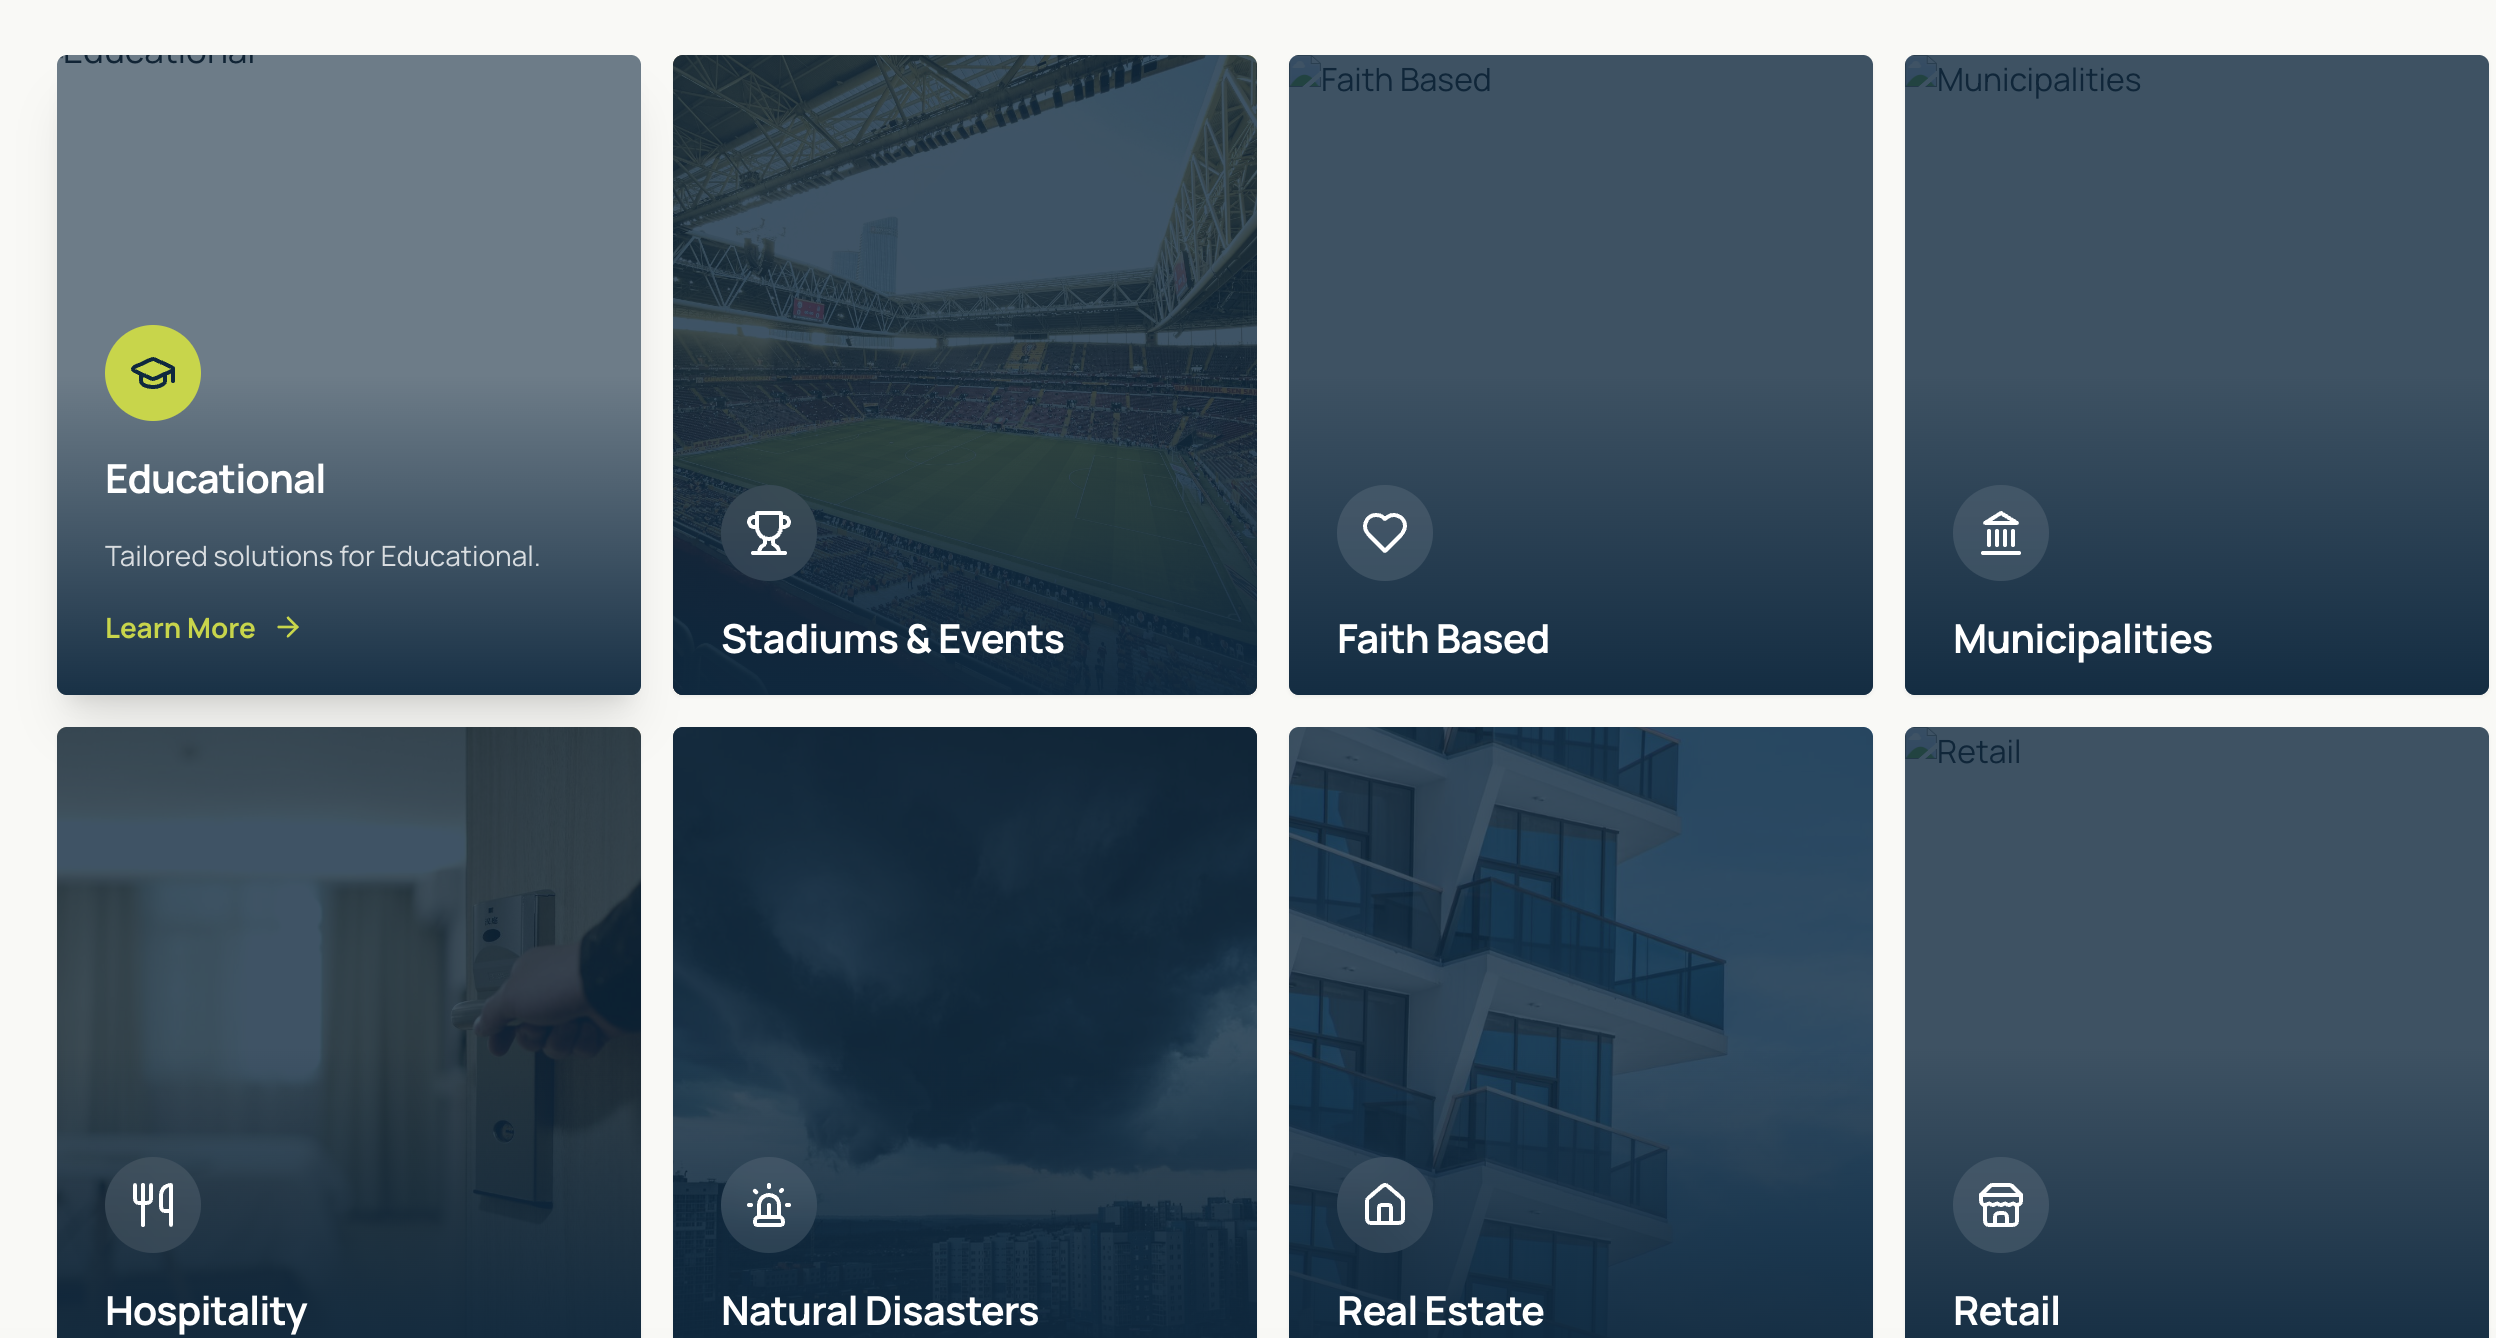 Educational
Faith Based
Municipalities
Educational
Tailored solutions for Educational.
Learn More
Stadiums & Events
Faith Based
Municipalities
Retail
Hospitality
Natural Disasters
Real Estate
Retail